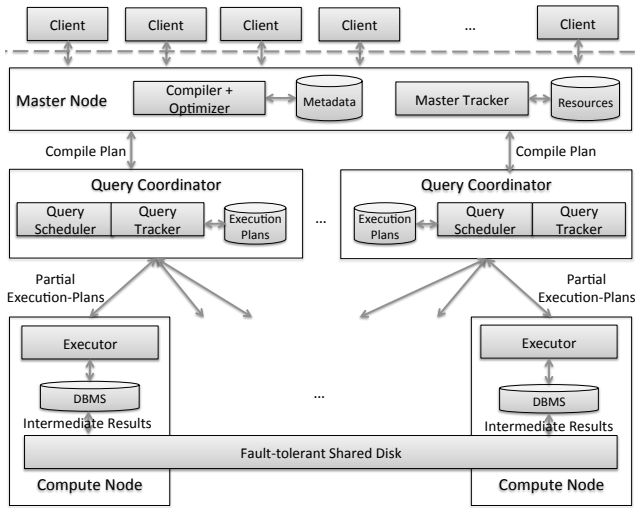 Client Client Client Client ... Client
Master Node
Compiler +
Optimizer
Metadata
Master Tracker
Resources
Compile Plan
Compile Plan
Query Coordinator
Query
Scheduler
Query
Tracker
Execution
Plans
...
Query Coordinator
Execution
Plans
Query
Scheduler
Query
Tracker
Partial
Execution-Plans
Partial
Execution-Plans
Executor
DBMS
Intermediate Results
...
Executor
DBMS
Intermediate Results
Fault-tolerant Shared Disk
Compute Node
Compute Node